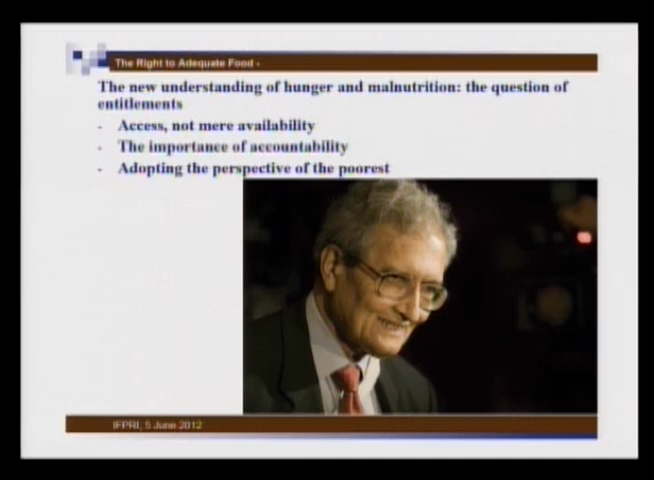 The Right to Adequate Food -
The new understanding of hunger and malnutrition: the question of
entitlements
- Access, not mere availability
- The importance of accountability
- Adopting the perspective of the poorest
IFPRI, 5 June 2012